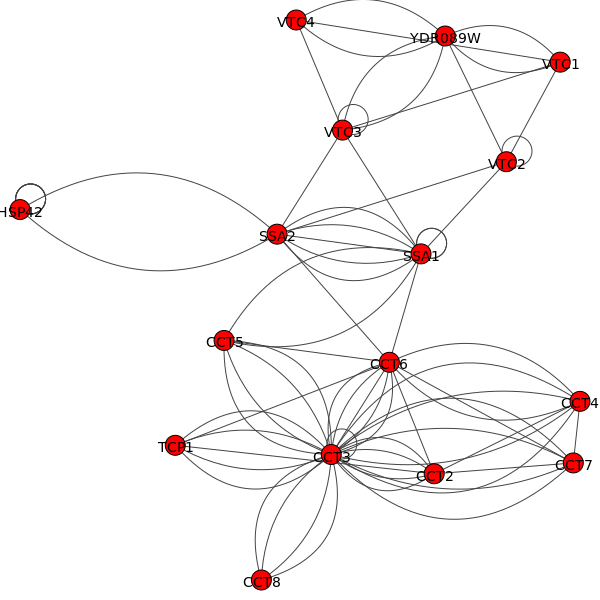 VTC4
YDR089W
VTC1
VTC3
VTC2
HSP42
SSA2
SSA1
CCT5
CCT6
CCT4
TCP1
CCT3
CCT2
CCT7
CCT8